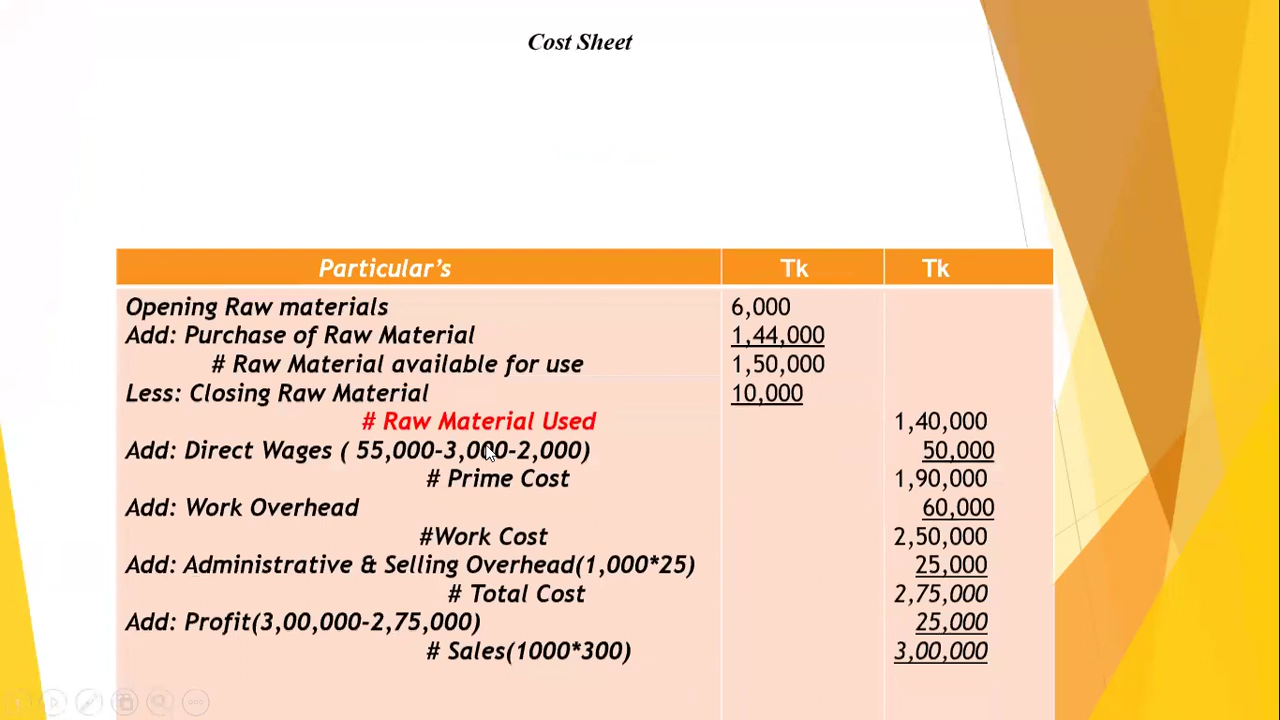 Cost Sheet
Particular's Tk Tk
Opening Raw materials 6,000
Add: Purchase of Raw Material 1,44,000
# Raw Material available for use 1,50,000
Less: Closing Raw Material 10,000
# Raw Material Used 1,40,000
Add: Direct Wages ( 55,000-3,000-2,000) 50,000
# Prime Cost 1,90,000
Add: Work Overhead 60,000
#Work Cost 2,50,000
Add: Administrative & Selling Overhead(1,000*25) 25,000
# Total Cost 2,75,000
Add: Profit(3,00,000-2,75,000) 25,000
# Sales(1000*300) 3,00,000